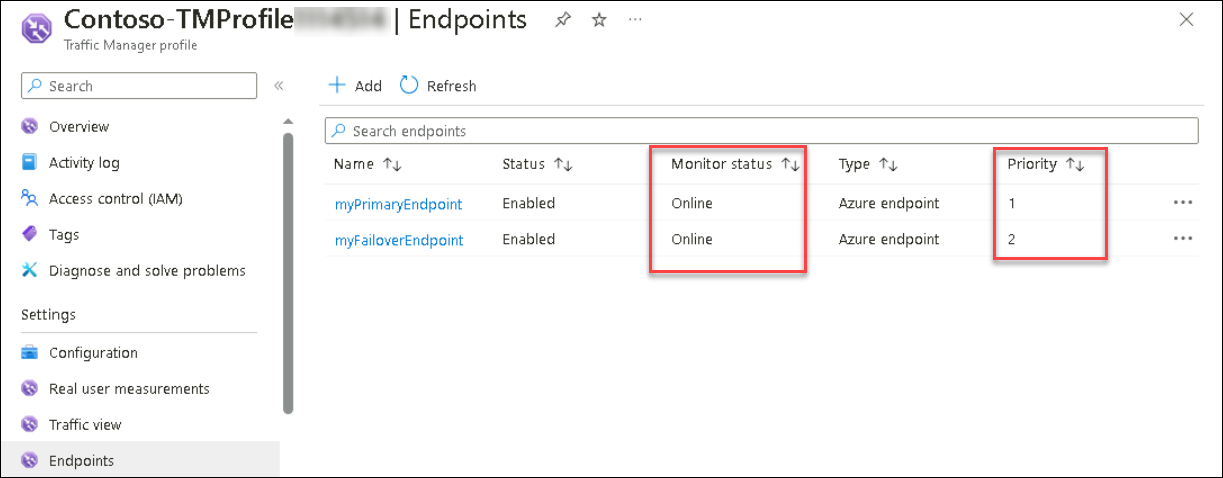 Contoso-TMProfile | Endpoints
Traffic Manager profile
Search
Overview
Activity log
Access control (IAM)
Tags
Diagnose and solve problems
Settings
Configuration
Real user measurements
Traffic view
Endpoints
Add Refresh
Search endpoints
Name Status Monitor status Type Priority
myPrimaryEndpoint Enabled Online Azure endpoint 1
myFailoverEndpoint Enabled Online Azure endpoint 2